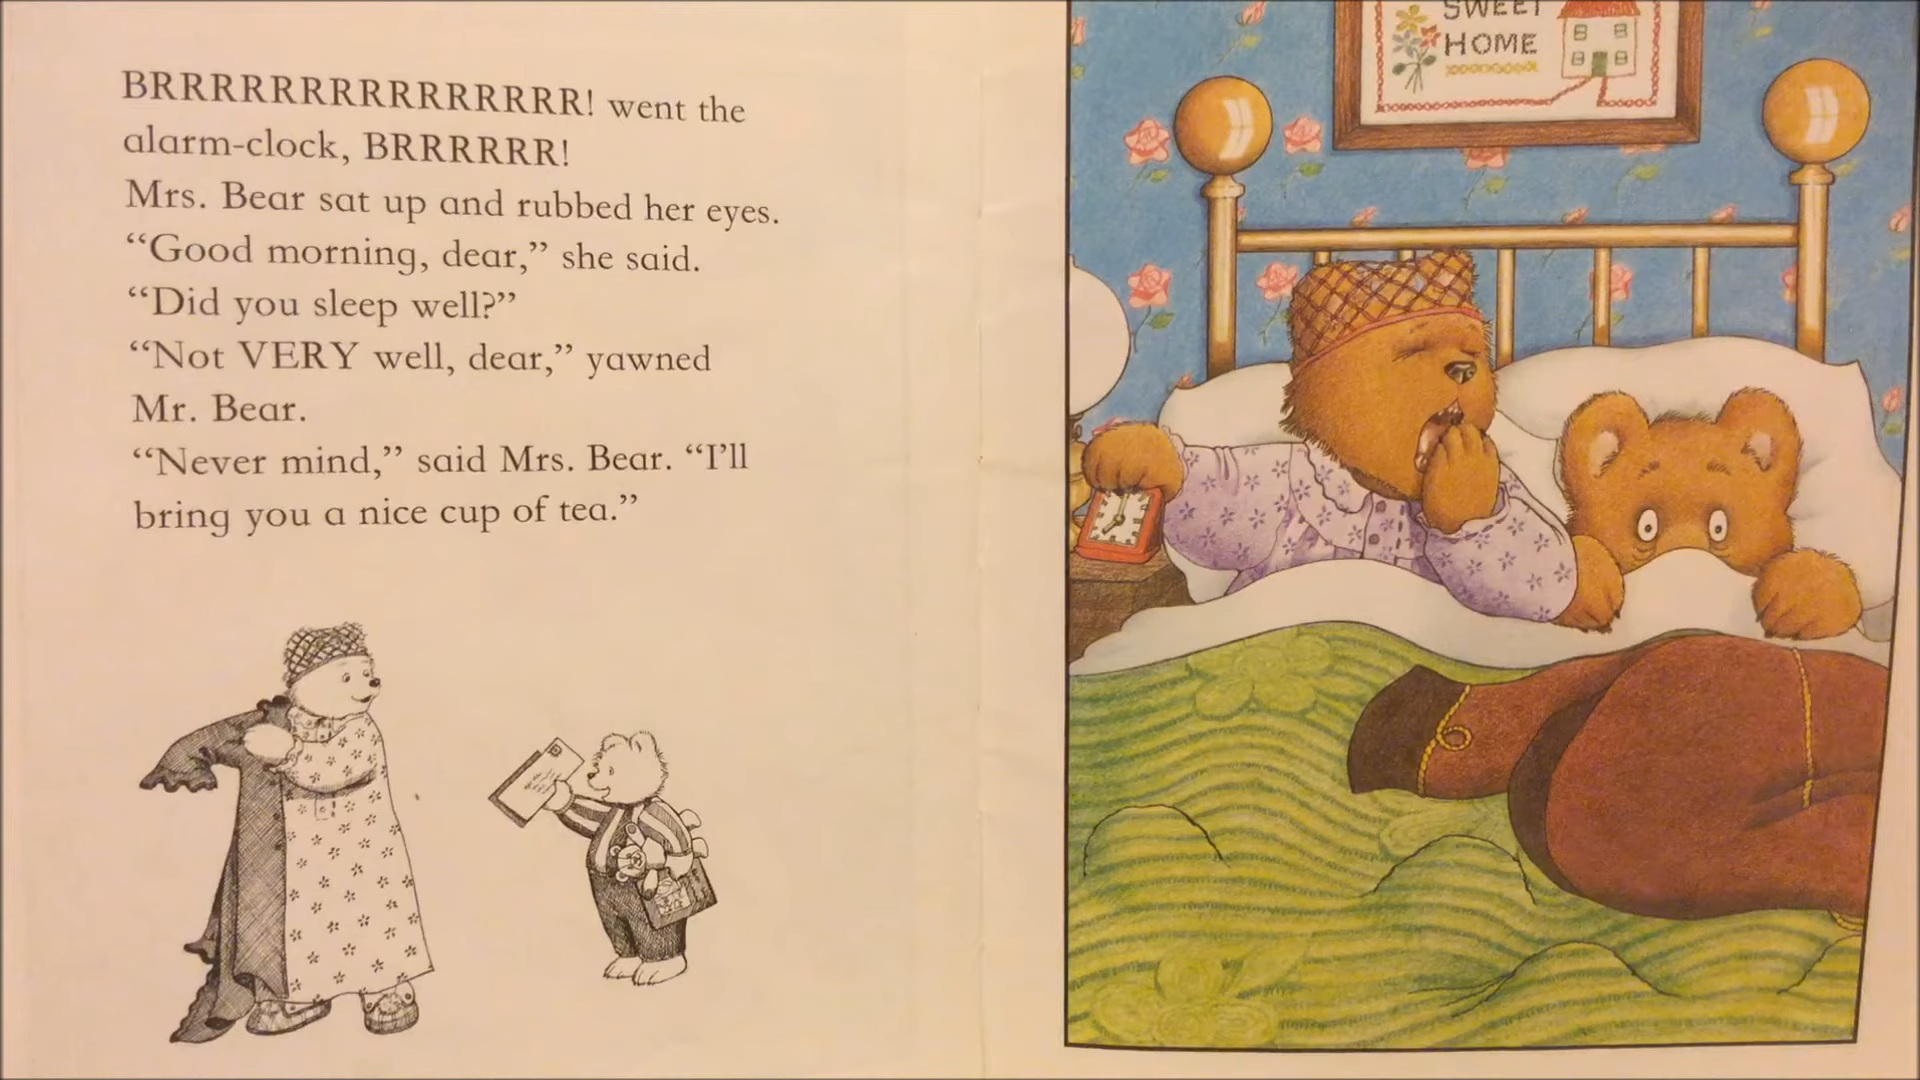 BRRRRRRRRRRRRRRRR! went the
alarm-clock, BRRRRRR!
Mrs. Bear sat up and rubbed her eyes.
“Good morning, dear,” she said.
“Did you sleep well?”
“Not VERY well, dear,” yawned
Mr. Bear.
“Never mind,” said Mrs. Bear. “I’ll
bring you a nice cup of tea.”
SWEET
HOME